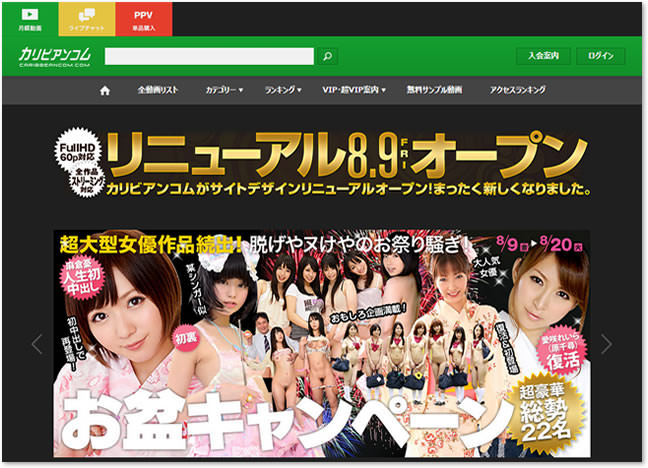 月額動画
ライブチャット
PPV
単品購入
カリビアンコム
CARIBBEANCOM.COM
入会案内
ログイン
全動画リスト
カテゴリー
ランキング
VIP・超VIP案内
無料サンプル動画
アクセスランキング
FullHD
60p対応
全作品
ストリーミング
対応
リニューアル8.9FRI.オープン
カリビアンコムがサイトデザインリニューアルオープン!まったく新しくなりました。
超大型女優作品続出! 脱げやヌけやのお祭り騒ぎ!
8/9金 8/20火
麻倉憂
人生初
中出し
初中出しで
再登場!
某シンガー似
初裏
おもしろ企画満載!
大人気
女優
復活&初登場
愛咲れいら
(原千尋)
復活
お盆キャンペーン
超豪華
総勢
22名